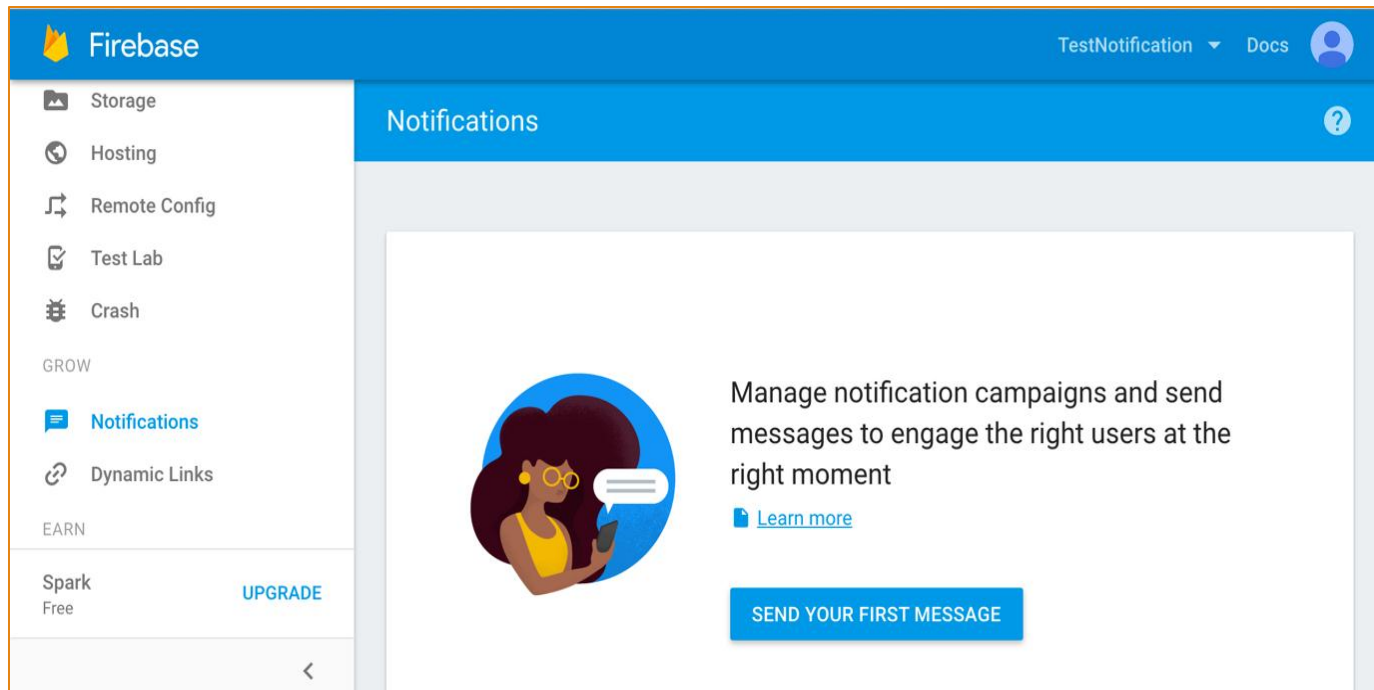 Firebase
TestNotification
Docs
Storage
Hosting
Remote Config
Test Lab
Crash
GROW
Notifications
Dynamic Links
EARN
Spark
Free
UPGRADE
Notifications
?
Manage notification campaigns and send
messages to engage the right users at the
right moment
Learn more
SEND YOUR FIRST MESSAGE